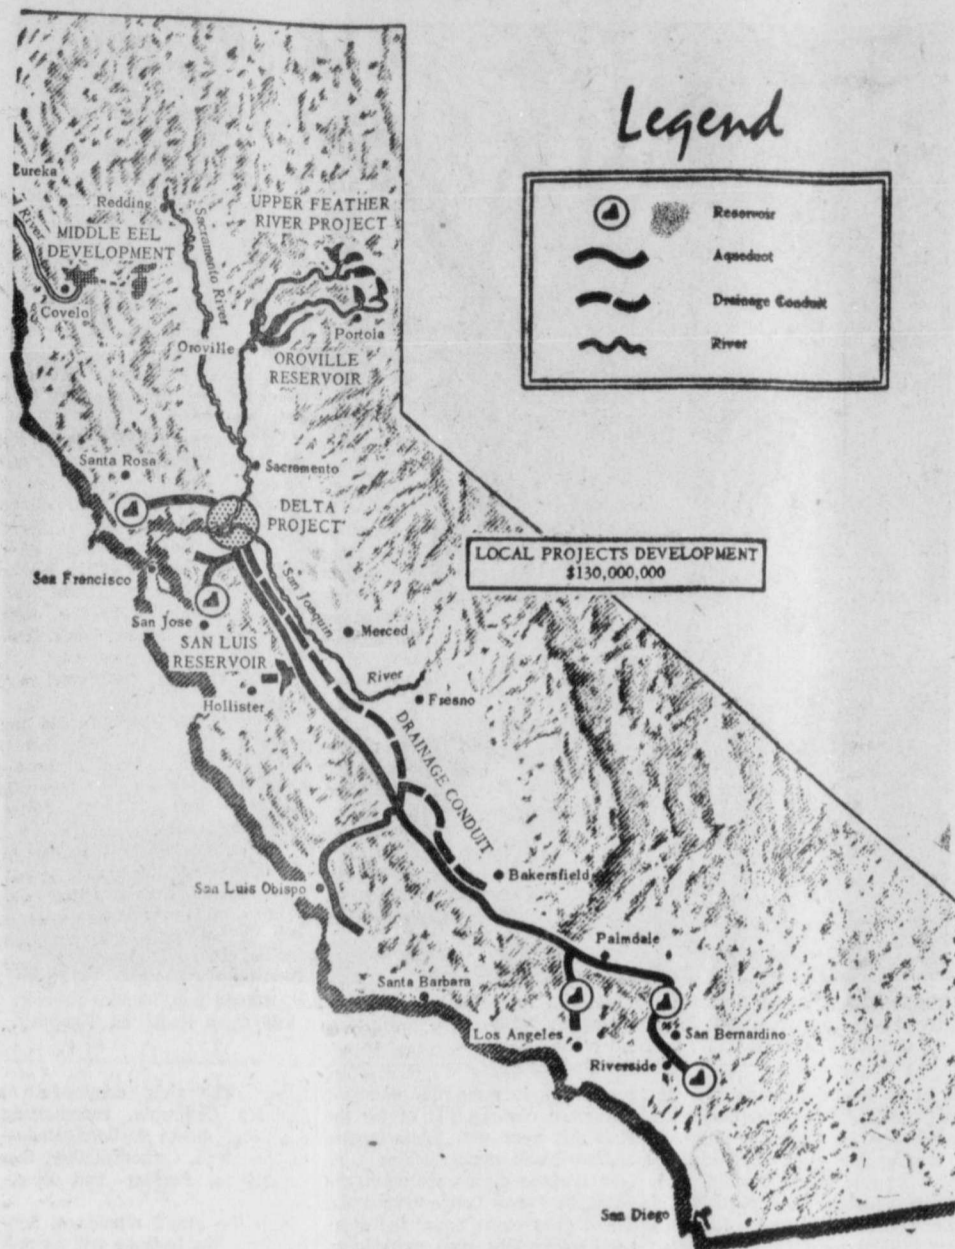 Legend
Reservoir
Aqueduct
Drainage Conduit
River
Eureka
Redding
River
Sacramento River
UPPER FEATHER
RIVER PROJECT
MIDDLE EEL
DEVELOPMENT
Covelo
Oroville
Portola
OROVILLE
RESERVOIR
Santa Rosa
Sacramento
DELTA
PROJECT
LOCAL PROJECTS DEVELOPMENT
$130,000,000
San Francisco
San Joaquin
River
San Jose
Merced
SAN LUIS
RESERVOIR
Hollister
Fresno
DRAINAGE CONDUIT
San Luis Obispo
Bakersfield
Palmdale
Santa Barbara
Los Angeles
San Bernardino
Riverside
San Diego